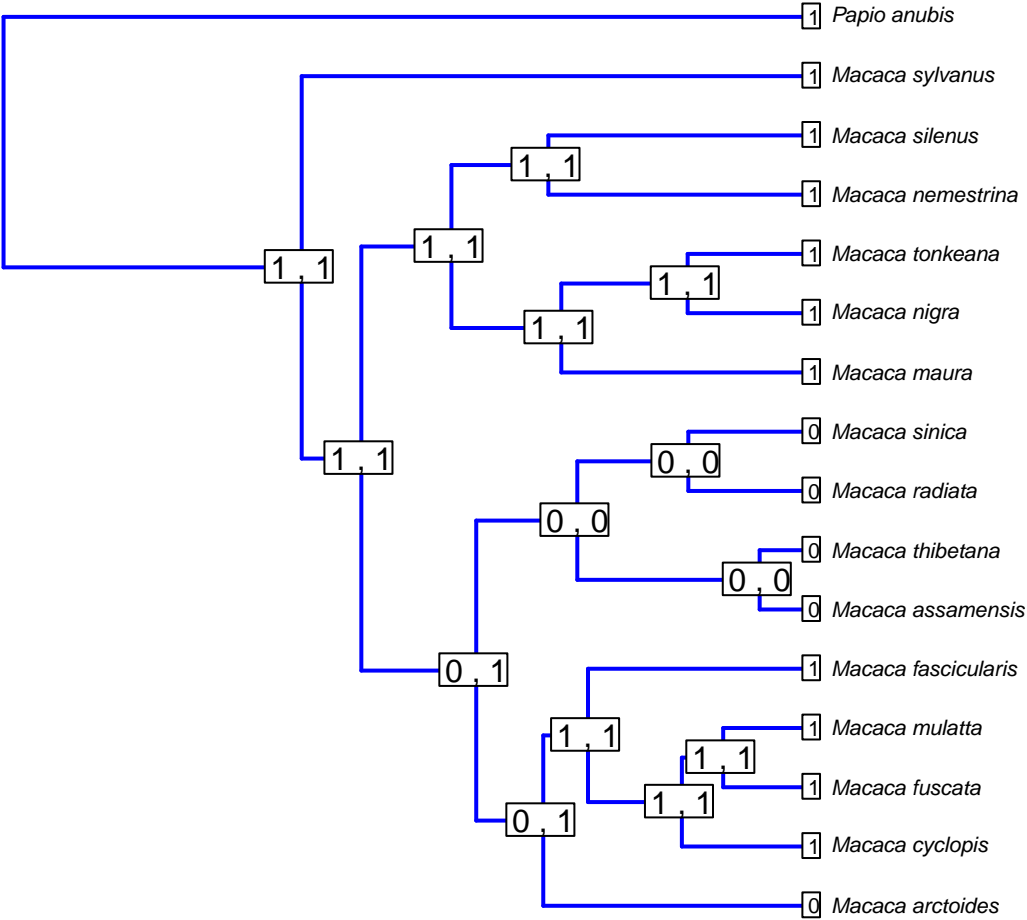 1 Papio anubis
1 Macaca sylvanus
1 Macaca silenus
1 , 1
1 Macaca nemestrina
1 , 1
1 Macaca tonkeana
1 , 1
1 , 1
1 Macaca nigra
1 , 1
1 Macaca maura
0 Macaca sinica
1 , 1
0 , 0
0 Macaca radiata
0 , 0
0 Macaca thibetana
0 , 0
0 Macaca assamensis
0 , 1
1 Macaca fascicularis
1 Macaca mulatta
1 , 1
1 , 1
1 Macaca fuscata
1 , 1
0 , 1
1 Macaca cyclopis
0 Macaca arctoides